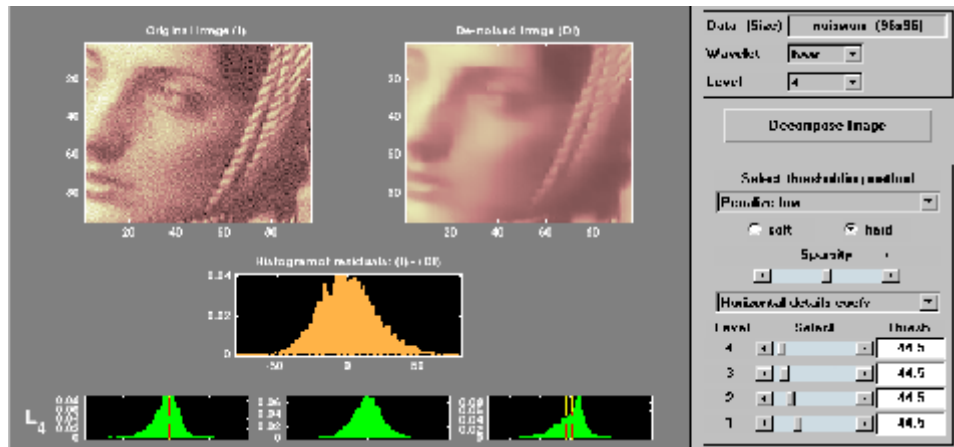 Original Image (I)
De-noised Image (DI)
20
40
60
80
20
40
60
80
20
40
60
80
20
40
60
80
Histogram of residuals: (I) - (DI)
0.04
0.02
0
-50
0
50
L4
Data (Size)
(96x96)
Wavelet
Level
4
Decompose Image
Select thresholding method
Penalize low
soft
hard
Sparsity
Horizontal details coefs
Level
Select
Thresh
4
44.5
3
44.5
2
44.5
1
44.5